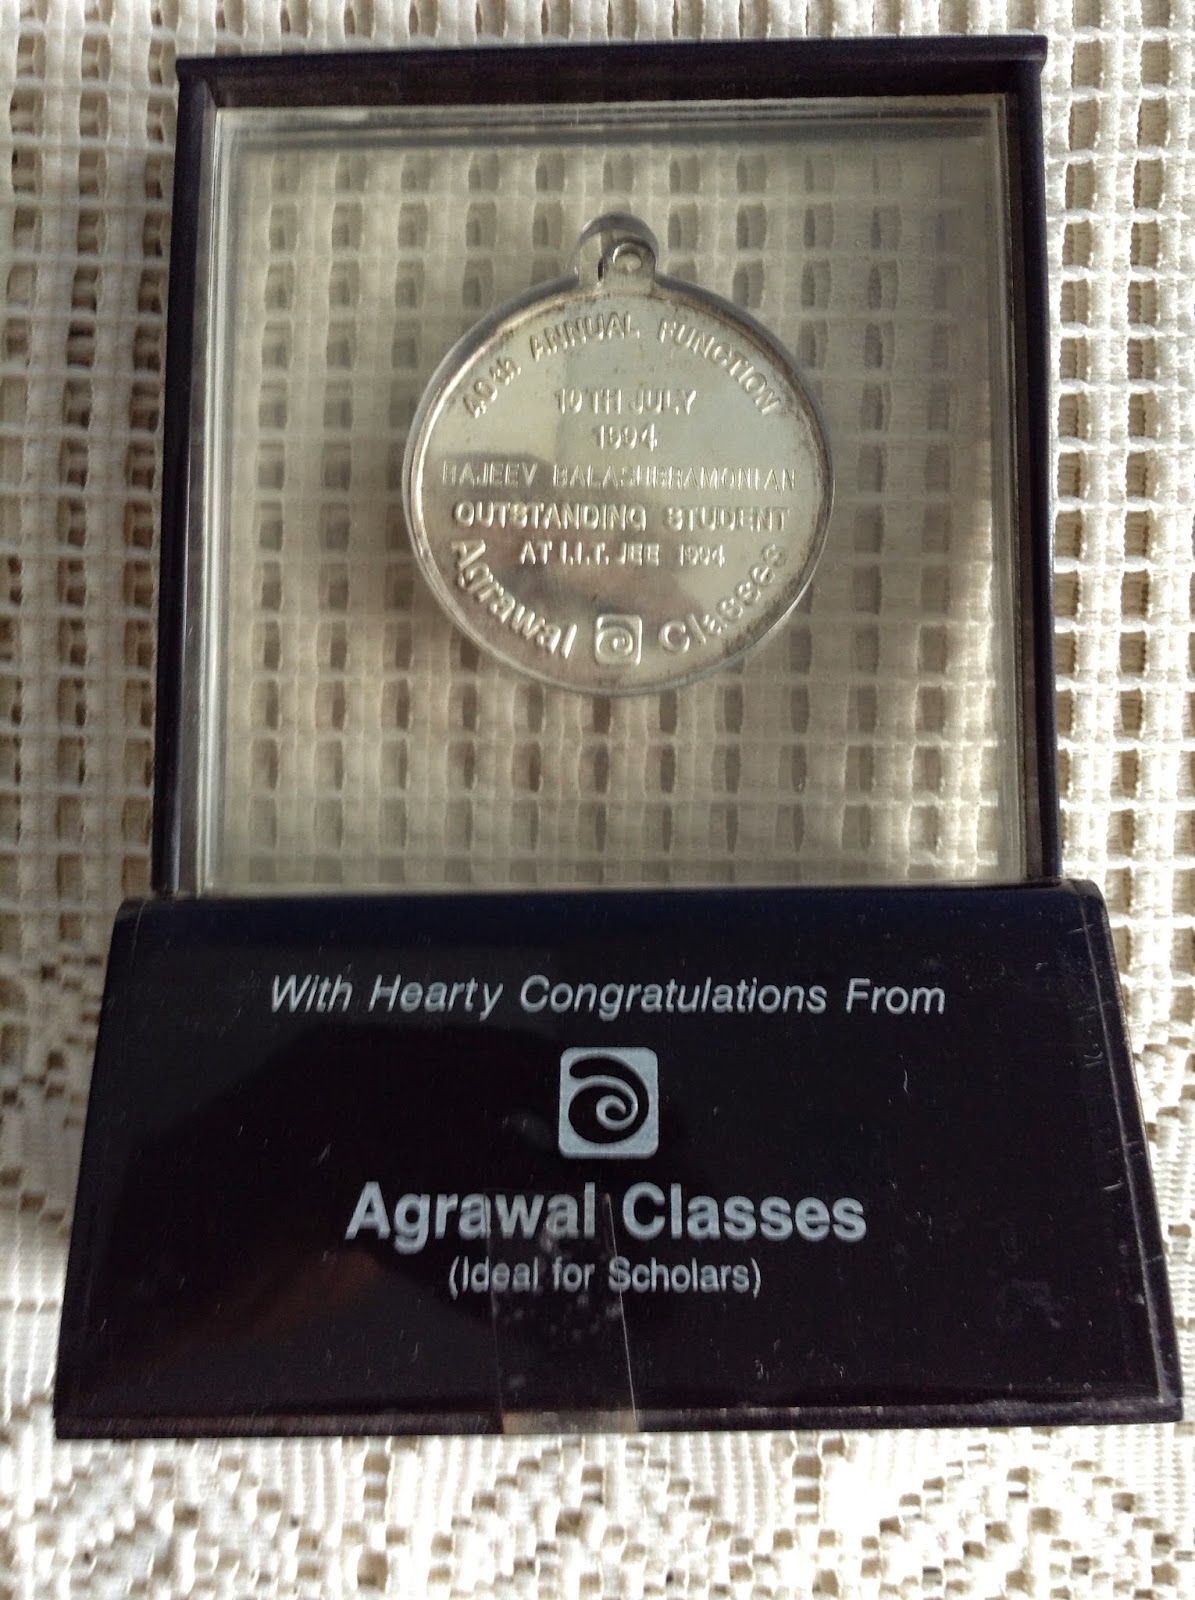 49th ANNUAL FUNCTION
10TH JULY
1994
RAJEEV BALASUBRAMONIAN
OUTSTANDING STUDENT
AT I.I.T. JEE 1994
Agrawal Classes
With Hearty Congratulations From
Agrawal Classes
(Ideal for Scholars)